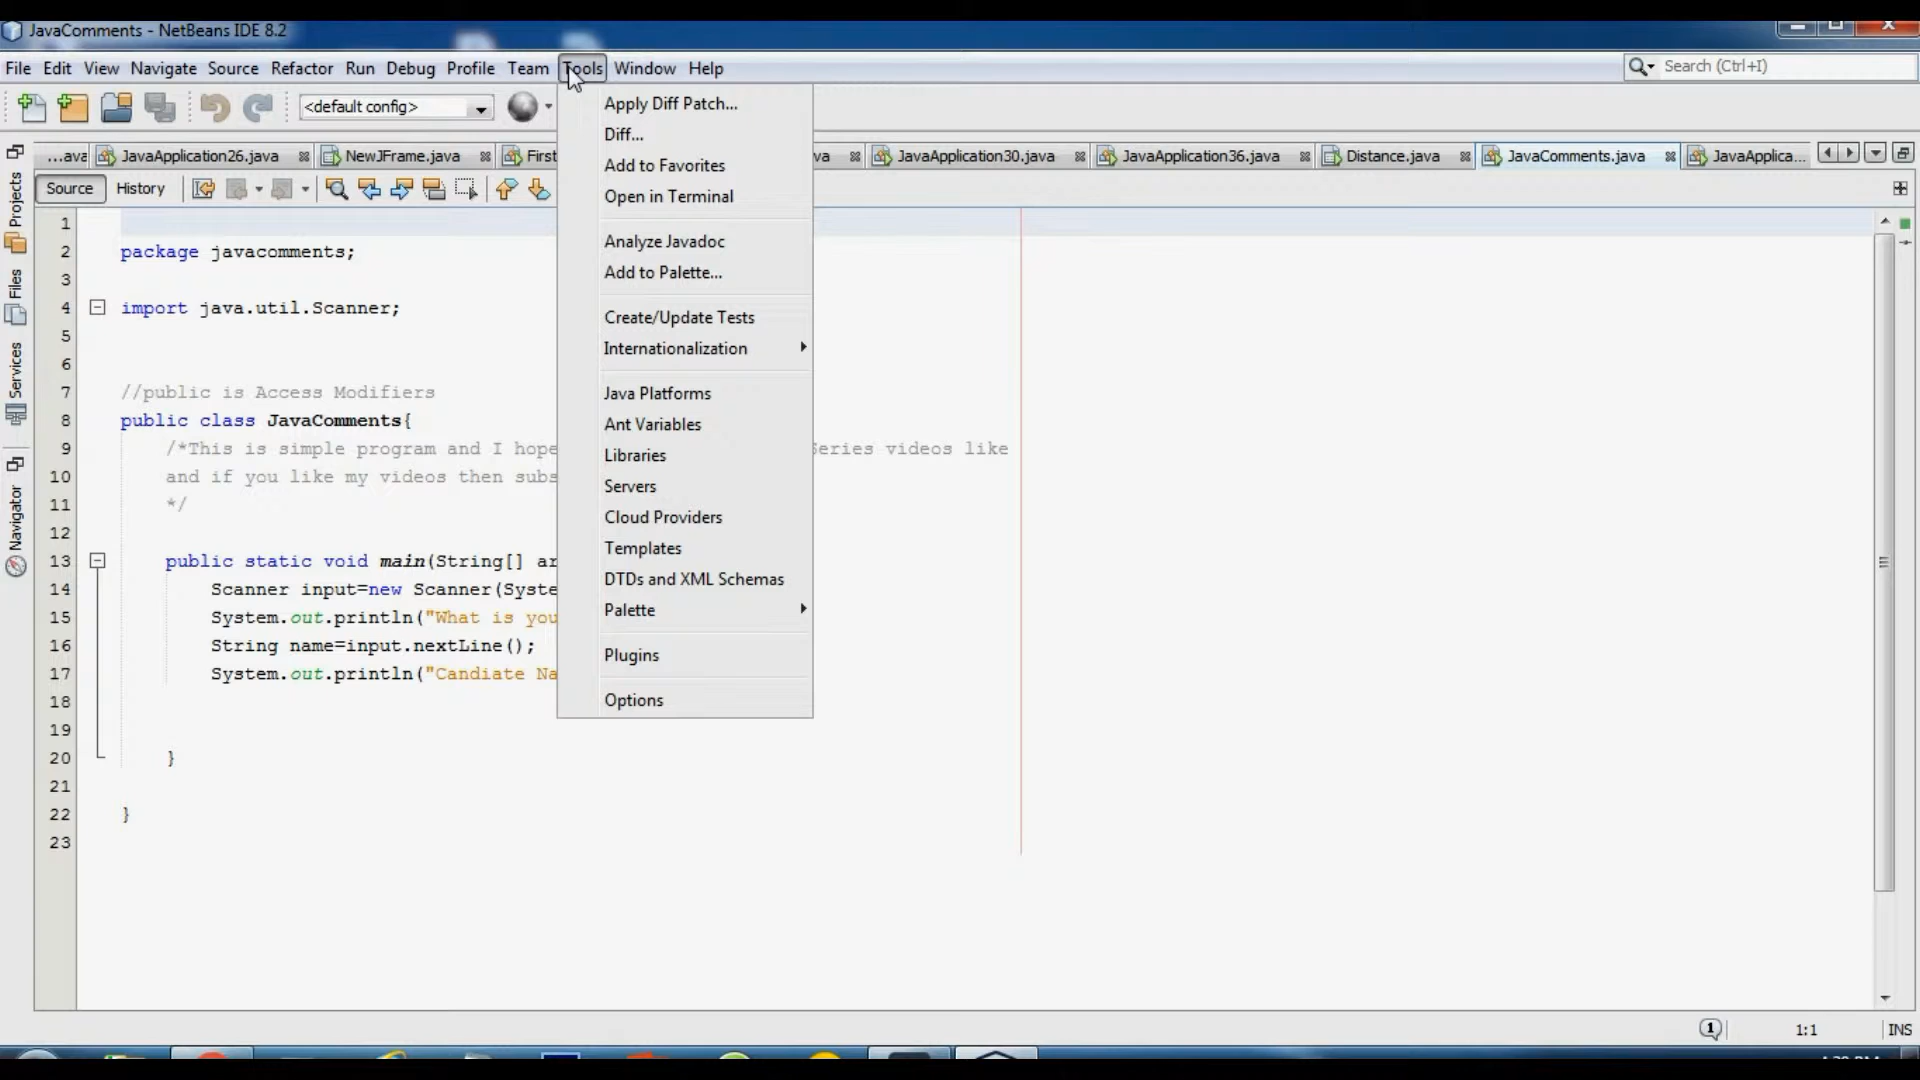 JavaComments - NetBeans IDE 8.2
File Edit View Navigate Source Refactor Run Debug Profile Team Tools Window Help
Search (Ctrl+I)
<default config>
...ava JavaApplication26.java NewJFrame.java First va JavaApplication30.java JavaApplication36.java Distance.java JavaComments.java JavaApplica...
Source History
Projects
Files
Services
Navigator
Apply Diff Patch...
Diff...
Add to Favorites
Open in Terminal
Analyze Javadoc
Add to Palette...
Create/Update Tests
Internationalization
Java Platforms
Ant Variables
Libraries
Servers
Cloud Providers
Templates
DTDs and XML Schemas
Palette
Plugins
Options
1
2 package javacomments;
3
4 import java.util.Scanner;
5
6
7 //public is Access Modifiers
8 public class JavaComments{
9 /*This is simple program and I hope Series videos like
10 and if you like my videos then subs
11 */
12
13 public static void main(String[] ar
14 Scanner input=new Scanner(Syste
15 System.out.println("What is you
16 String name=input.nextLine();
17 System.out.println("Candiate Na
18
19
20 }
21
22 }
23
1:1 INS